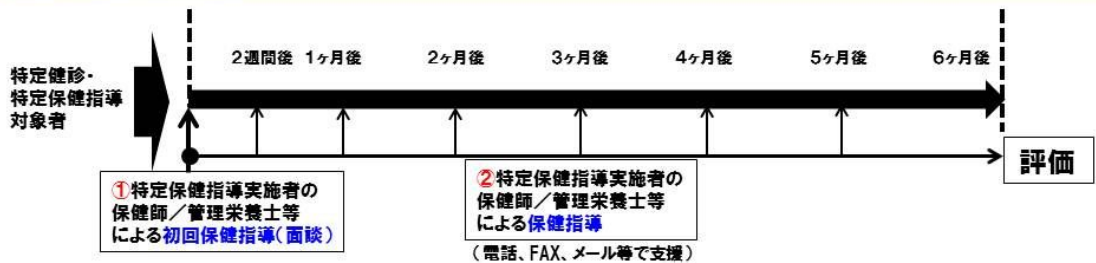 2週間後 1ヶ月後 2ヶ月後 3ヶ月後 4ヶ月後 5ヶ月後 6ヶ月後
特定健診・
特定保健指導
対象者
評価
①特定保健指導実施者の
保健師／管理栄養士等
による初回保健指導(面談)
②特定保健指導実施者の
保健師／管理栄養士等
による保健指導
(電話、FAX、メール等で支援)